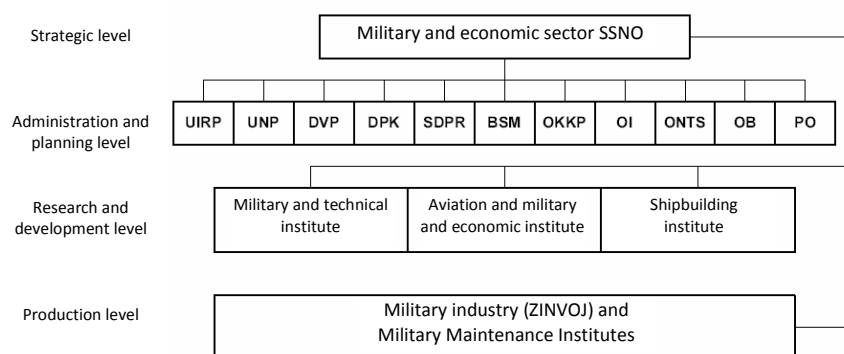 Strategic level
Military and economic sector SSNO
Administration and
planning level
UIRP UNP DVP DPK SDPR BSM OKKP OI ONTS OB PO
Research and
development level
Military and technical
institute
Aviation and military
and economic institute
Shipbuilding
institute
Production level
Military industry (ZINVOJ) and
Military Maintenance Institutes